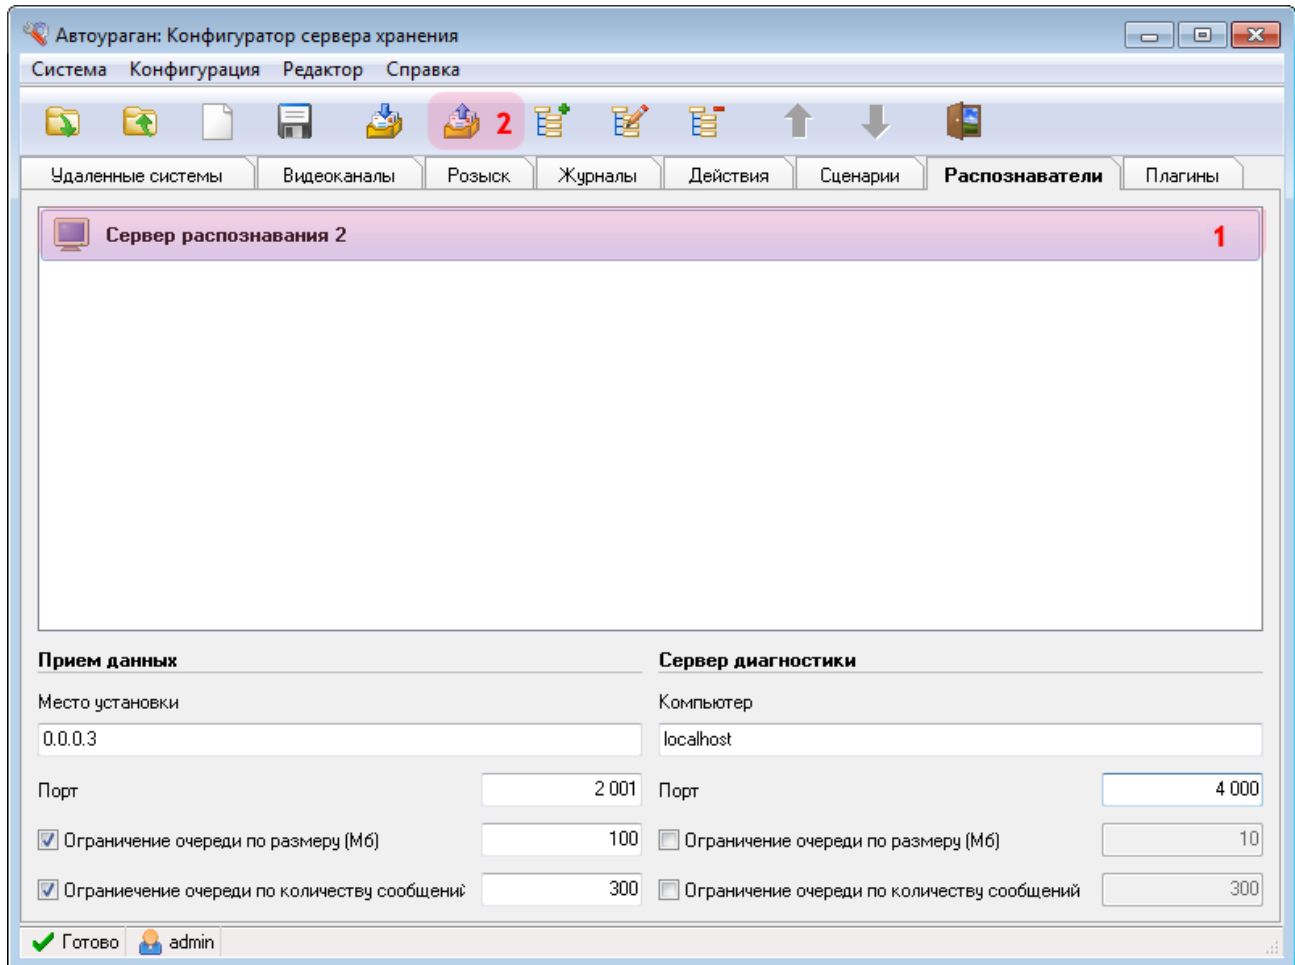 Автоураган: Конфигуратор сервера хранения
Система Конфигурация Редактор Справка
2
Удаленные системы Видеоканалы Розыск Журналы Действия Сценарии Распознаватели Плагины
Сервер распознавания 2 1
Прием данных Сервер диагностики
Место установки Компьютер
0.0.0.3 localhost
Порт 2 001 Порт 4 000
Ограничение очереди по размеру (Мб) 100 Ограничение очереди по размеру (Мб) 10
Ограниечение очереди по количеству сообщений 300 Ограничение очереди по количеству сообщений 300
Готово admin